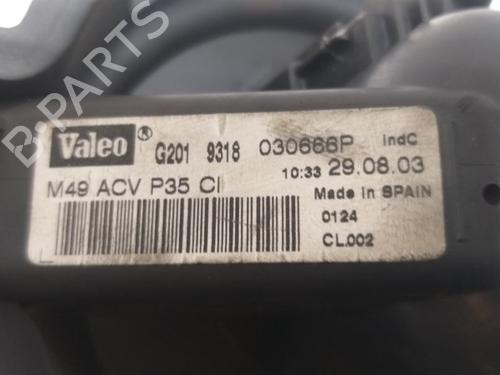 B-PARTS
Valeo ® G201 9318 030666P IndC
10:33 29.08.03
M49 ACV P35 CI
Made in SPAIN
0124
CL.002